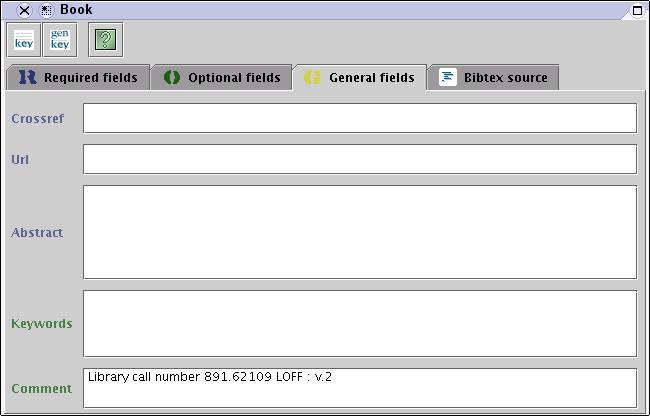 Book
key
gen key
?
Required fields
Optional fields
General fields
Bibtex source
Crossref
Url
Abstract
Keywords
Comment
Library call number 891.62109 LOFF : v.2